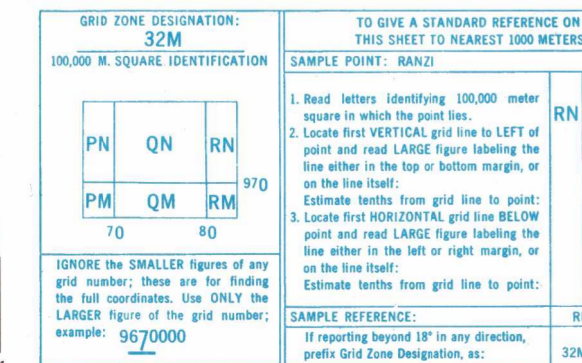 GRID ZONE DESIGNATION:
32M
100,000 M. SQUARE IDENTIFICATION
PN QN RN
970
PM QM RM
70 80
IGNORE the SMALLER figures of any
grid number; these are for finding
the full coordinates. Use ONLY the
LARGER figure of the grid number;
example: 9670000
TO GIVE A STANDARD REFERENCE ON
THIS SHEET TO NEAREST 1000 METERS
SAMPLE POINT: RANZI
1. Read letters identifying 100,000 meter
square in which the point lies.
RN
2. Locate first VERTICAL grid line to LEFT of
point and read LARGE figure labeling the
line either in the top or bottom margin, or
on the line itself:
Estimate tenths from grid line to point:
3. Locate first HORIZONTAL grid line BELOW
point and read LARGE figure labeling the
line either in the left or right margin, or
on the line itself:
Estimate tenths from grid line to point:
SAMPLE REFERENCE:
If reporting beyond 18° in any direction,
prefix Grid Zone Designation, as:
32M